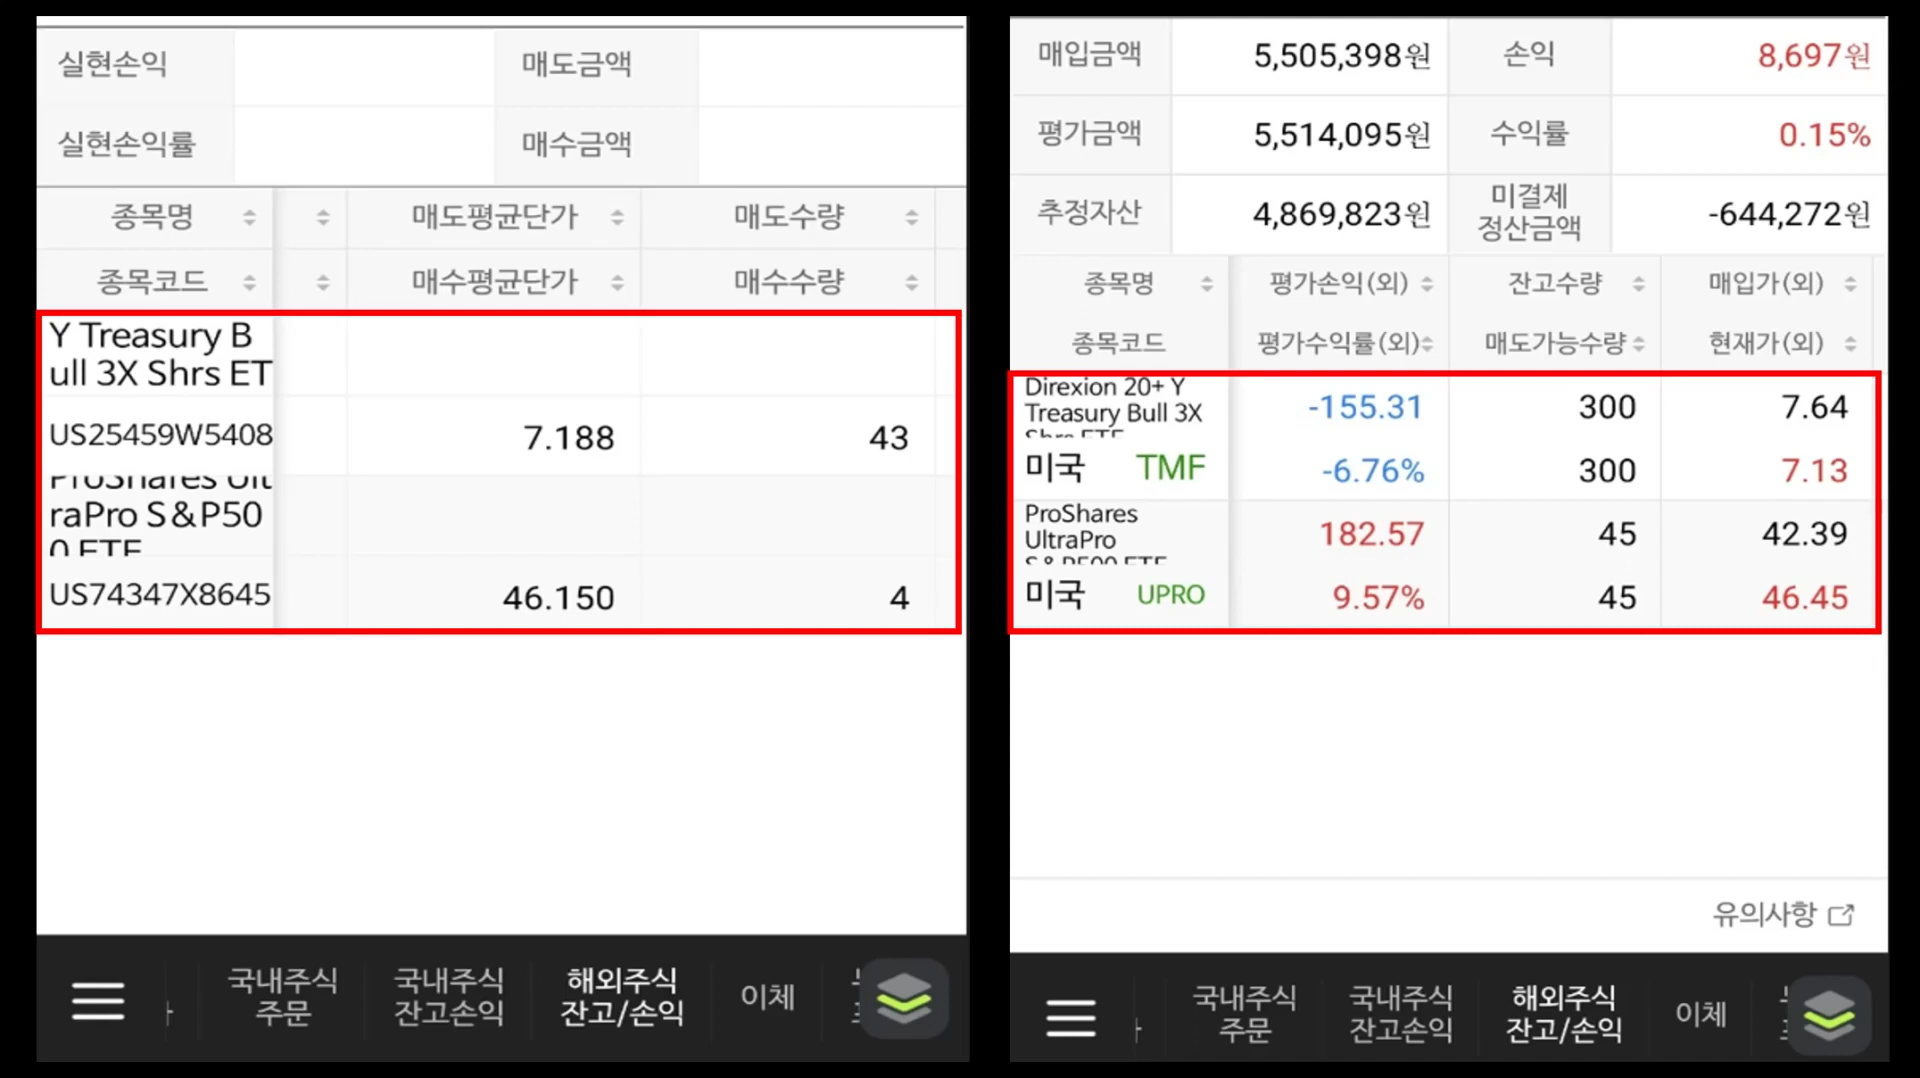 실현손익 매도금액
실현손익률 매수금액
종목명 매도평균단가 매도수량
종목코드 매수평균단가 매수수량
Y Treasury B
ull 3X Shrs ET
US25459W5408 7.188 43
ProShares Ult
raPro S&P50
0 ETF
US74347X8645 46.150 4
국내주식
주문
국내주식
잔고손익
해외주식
잔고/손익
이체
매입금액 5,505,398원 손익 8,697원
평가금액 5,514,095원 수익률 0.15%
추정자산 4,869,823원 미결제
정산금액 -644,272원
종목명 평가손익(외) 잔고수량 매입가(외)
종목코드 평가수익률(외) 매도가능수량 현재가(외)
Direxion 20+ Y
Treasury Bull 3X
Shrs ETF
-155.31 300 7.64
미국 TMF -6.76% 300 7.13
ProShares
UltraPro
S&P500 ETF
182.57 45 42.39
미국 UPRO 9.57% 45 46.45
유의사항
국내주식
주문
국내주식
잔고손익
해외주식
잔고/손익
이체